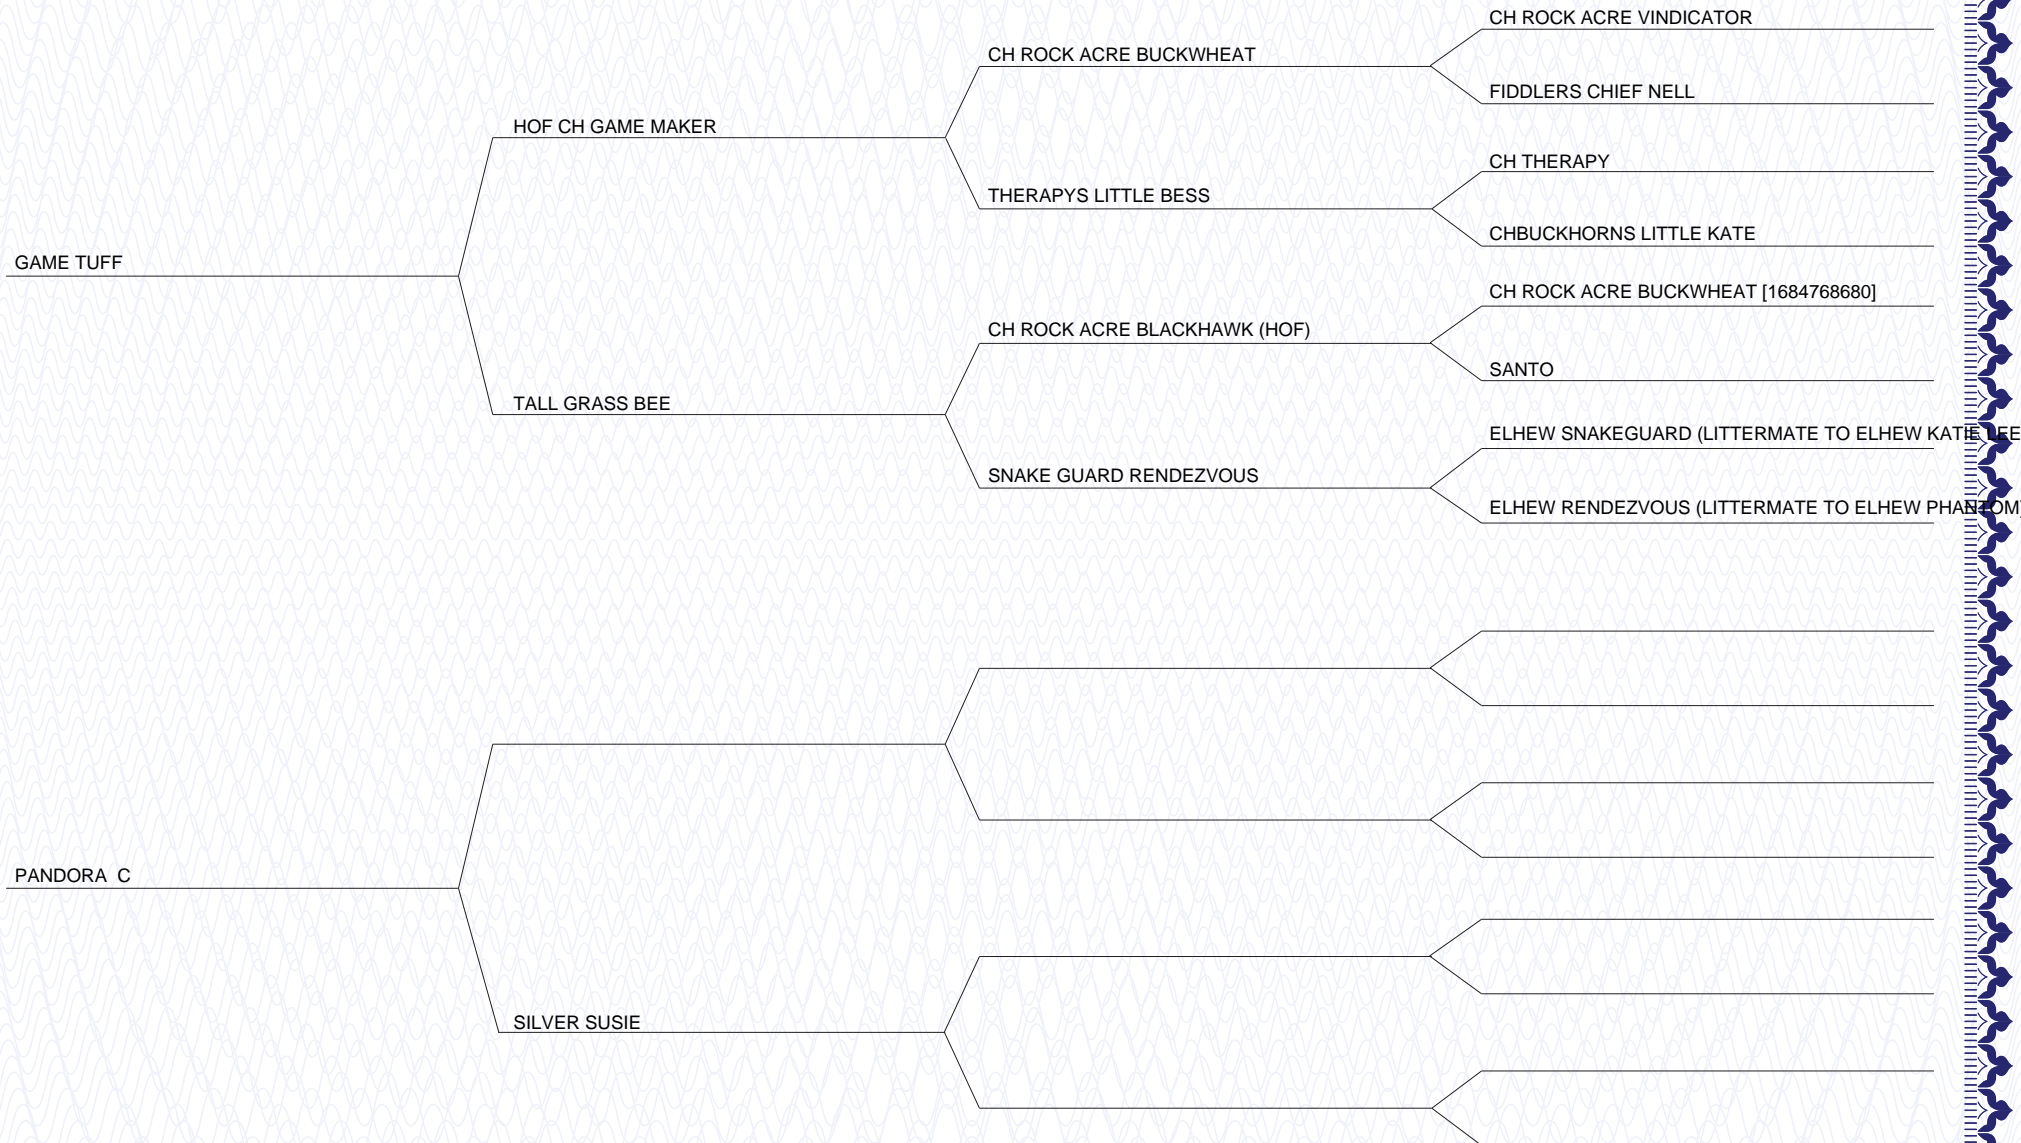 CH ROCK ACRE VINDICATOR
CH ROCK ACRE BUCKWHEAT
FIDDLERS CHIEF NELL
HOF CH GAME MAKER
CH THERAPY
THERAPYS LITTLE BESS
CHBUCKHORNS LITTLE KATE
GAME TUFF
CH ROCK ACRE BUCKWHEAT [1684768680]
CH ROCK ACRE BLACKHAWK (HOF)
SANTO
TALL GRASS BEE
ELHEW SNAKEGUARD (LITTERMATE TO ELHEW KATIE LEE
SNAKE GUARD RENDEZVOUS
ELHEW RENDEZVOUS (LITTERMATE TO ELHEW PHANTOM)
PANDORA  C
SILVER SUSIE